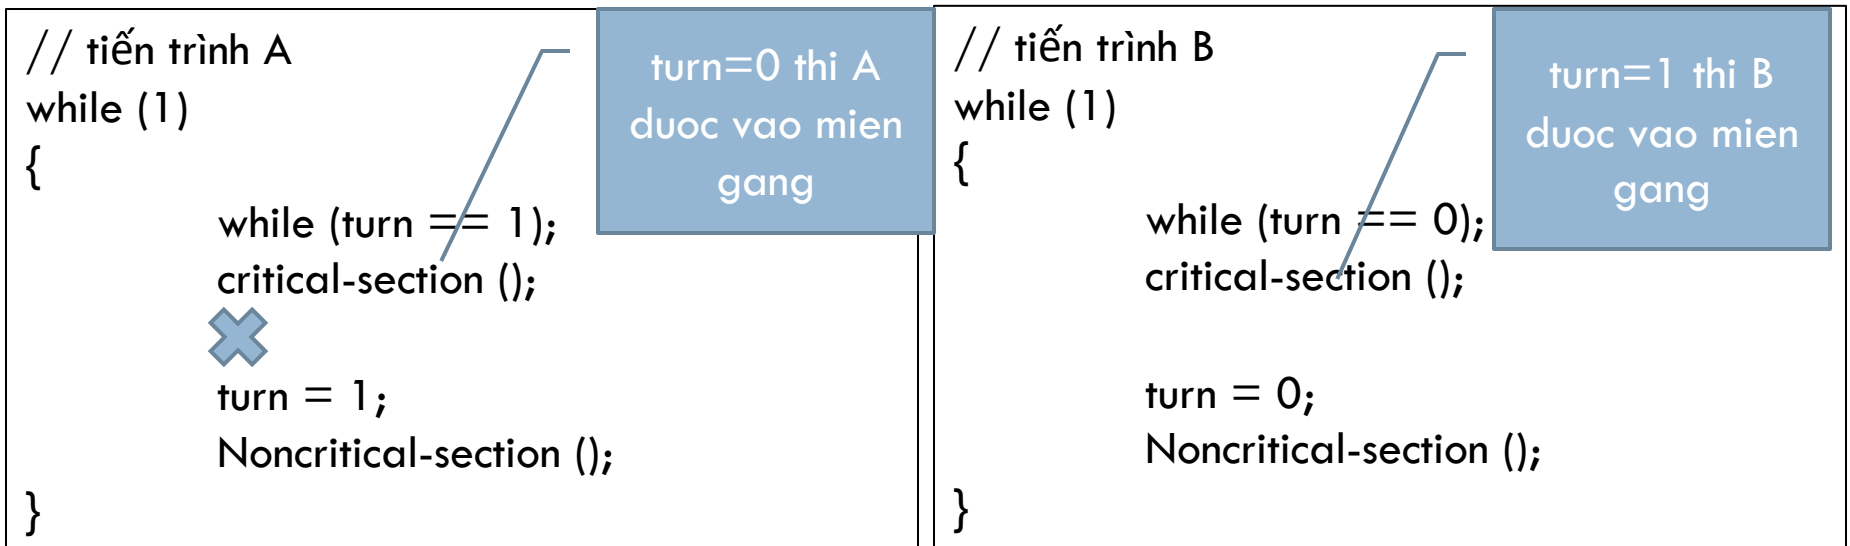 // tiến trình A
while (1)
{
while (turn == 1);
critical-section ();
turn = 1;
Noncritical-section ();
}
turn=0 thi A
duoc vao mien
gang
// tiến trình B
while (1)
{
while (turn == 0);
critical-section ();
turn = 0;
Noncritical-section ();
}
turn=1 thi B
duoc vao mien
gang